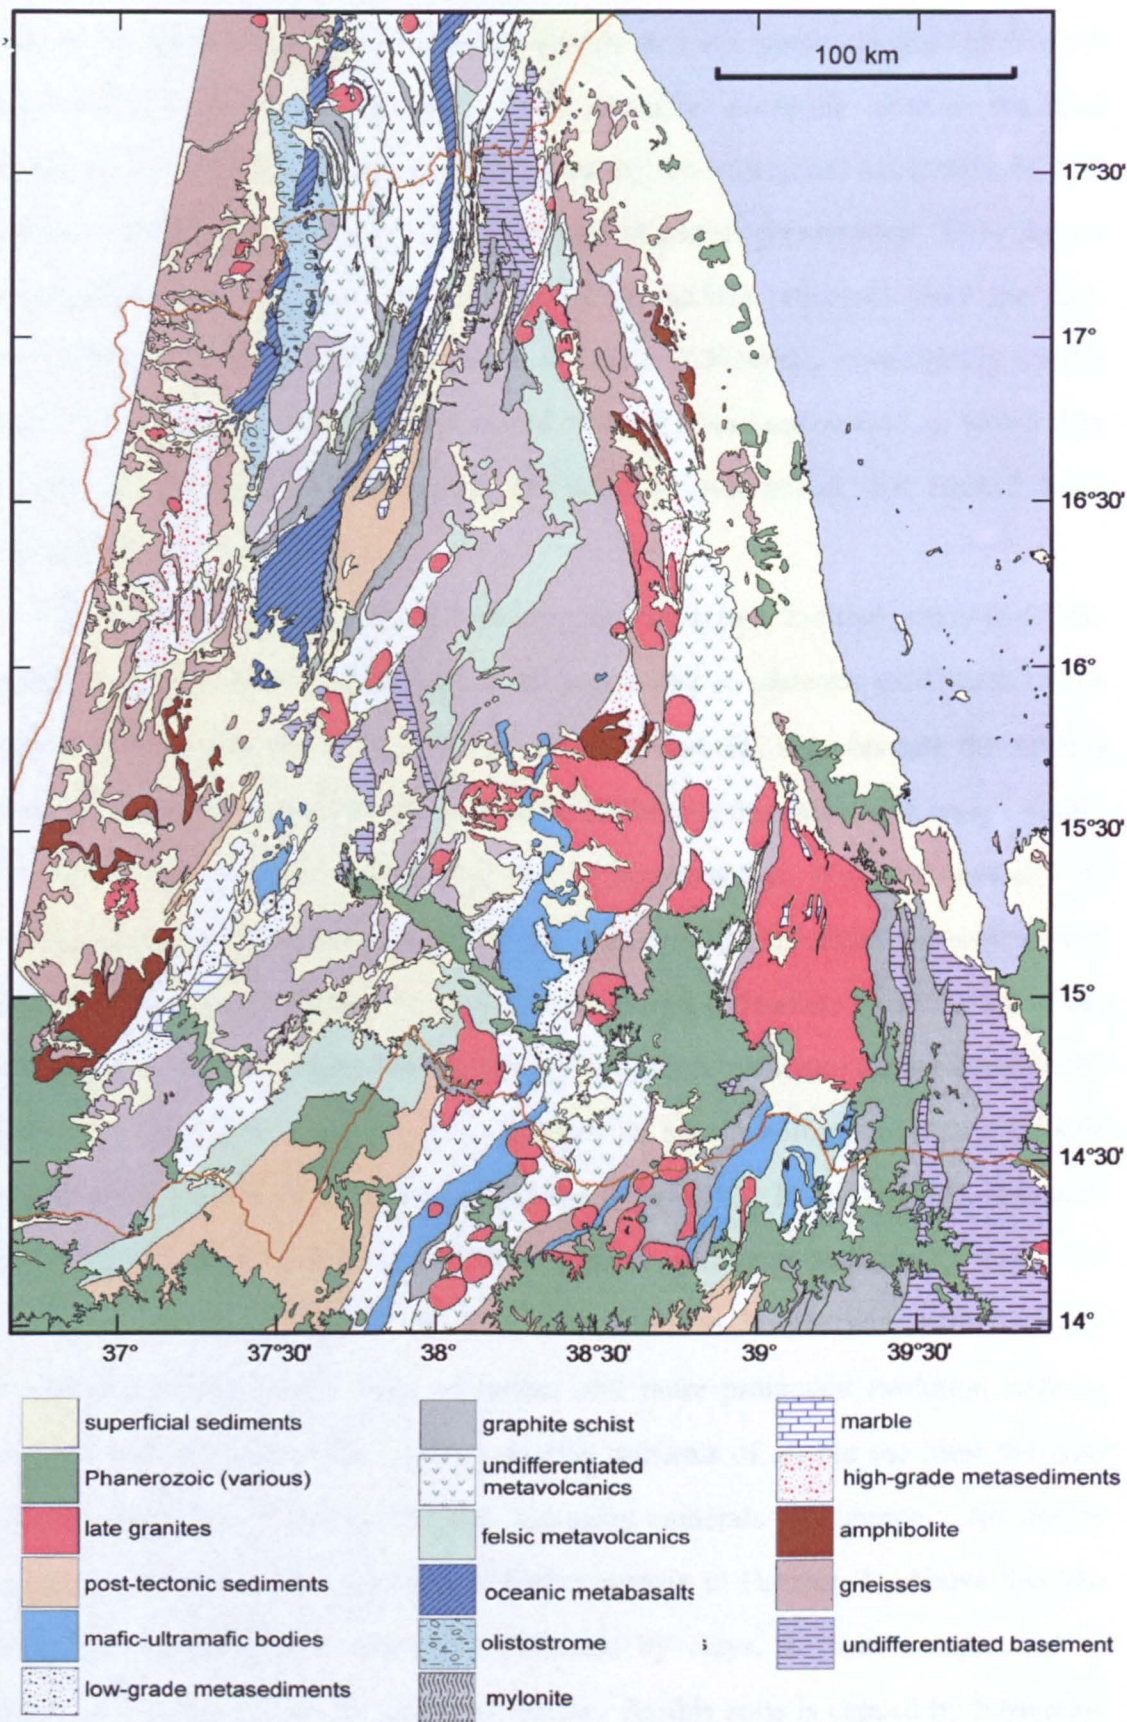 100 km
17°30'
17°
16°30'
16°
15°30'
15°
14°30'
14°
37°
37°30'
38°
38°30'
39°
39°30'
superficial sediments
Phanerozoic (various)
late granites
post-tectonic sediments
mafic-ultramafic bodies
low-grade metasediments
graphite schist
undifferentiated
metavolcanics
felsic metavolcanics
oceanic metabasalts
olistostrome
mylonite
marble
high-grade metasediments
amphibolite
gneisses
undifferentiated basement